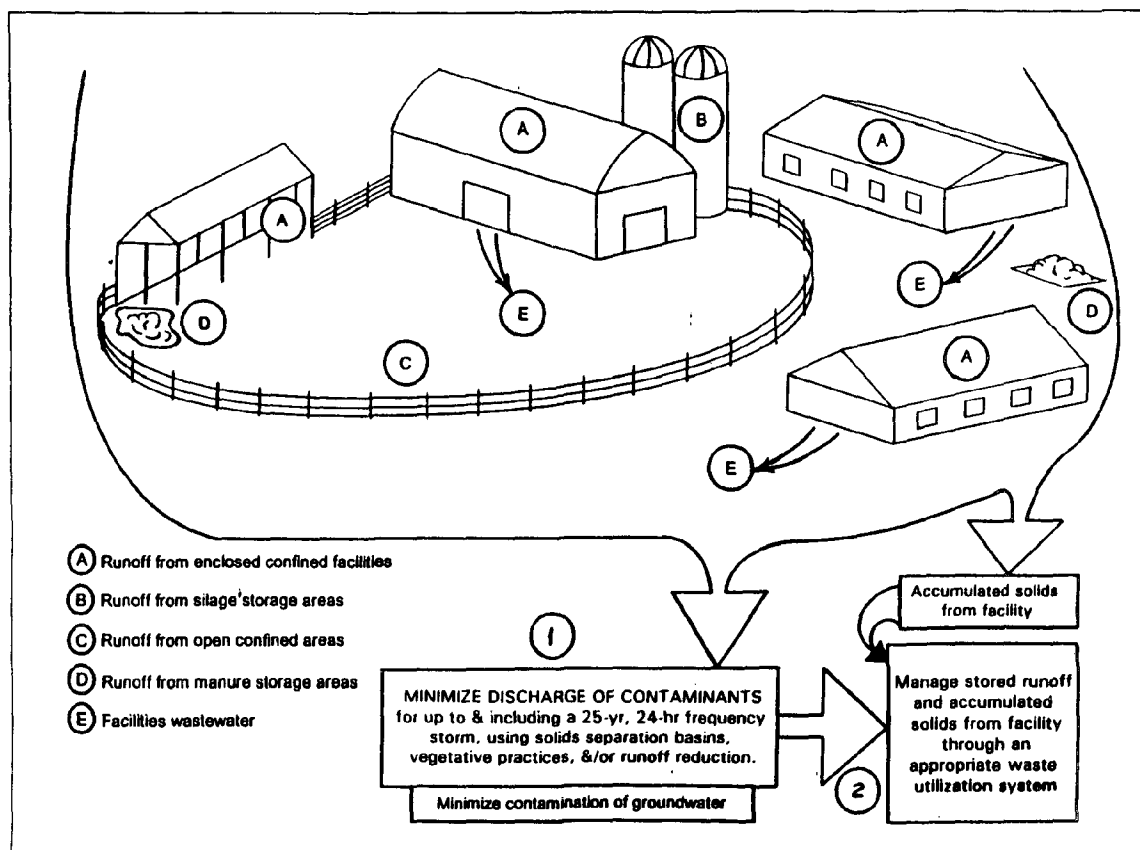 A
B
A
A
D
E
E
D
C
A
E
A Runoff from enclosed confined facilities
B Runoff from silage storage areas
C Runoff from open confined areas
D Runoff from manure storage areas
E Facilities wastewater
1
MINIMIZE DISCHARGE OF CONTAMINANTS
for up to & including a 25-yr, 24-hr frequency
storm, using solids separation basins,
vegetative practices, &/or runoff reduction.
Minimize contamination of groundwater
2
Accumulated solids
from facility
Manage stored runoff
and accumulated
solids from facility
through an
appropriate waste
utilization system